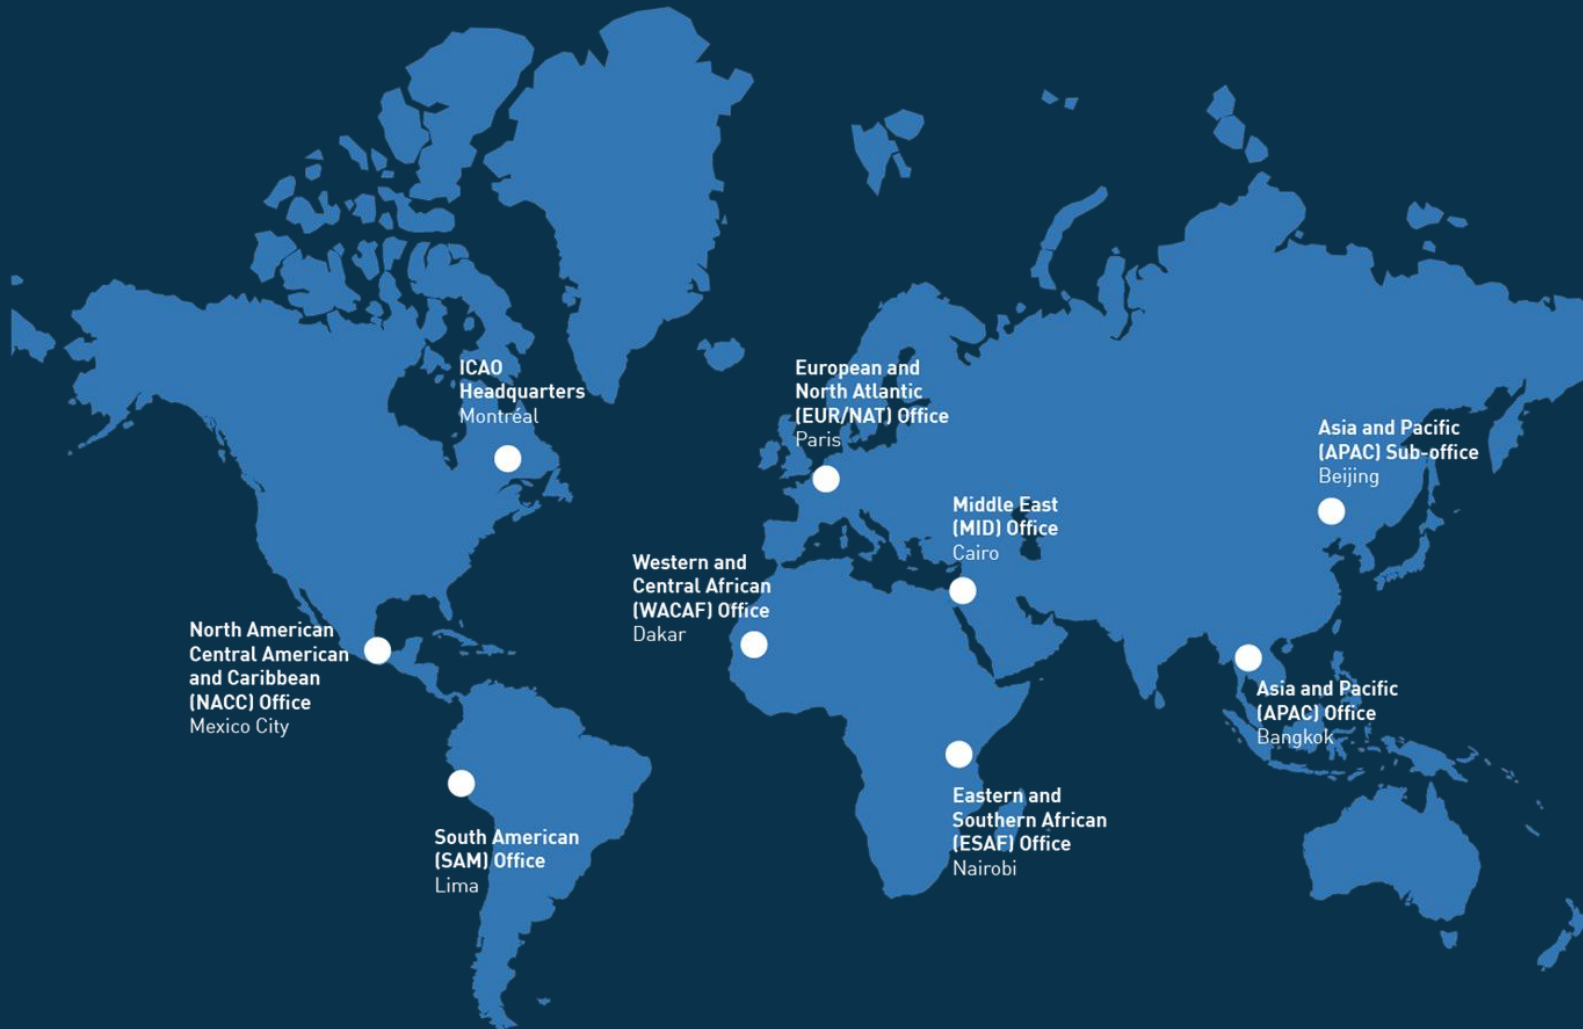 ICAO
Headquarters
Montréal
European and
North Atlantic
(EUR/NAT) Office
Paris
Asia and Pacific
(APAC) Sub-office
Beijing
Middle East
(MID) Office
Cairo
Western and
Central African
(WACAF) Office
Dakar
North American
Central American
and Caribbean
(NACC) Office
Mexico City
Asia and Pacific
(APAC) Office
Bangkok
Eastern and
Southern African
(ESAF) Office
Nairobi
South American
(SAM) Office
Lima